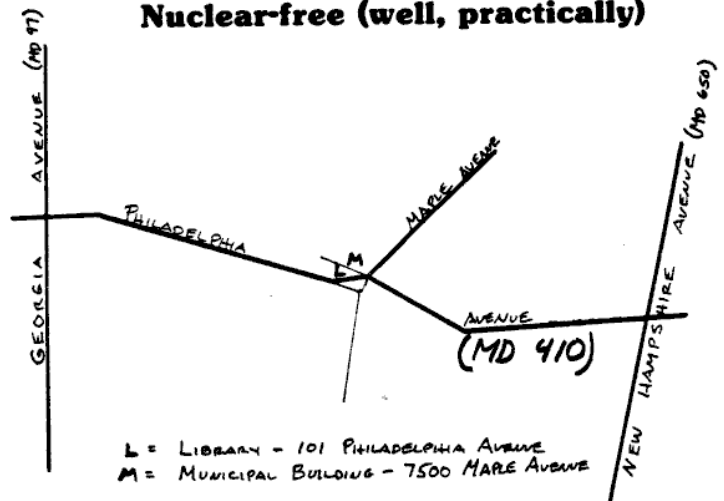 Nuclear-free (well, practically)
GEORGIA AVENUE (MD 97)
PHILADELPHIA
MAPLE AVENUE
L
M
AVENUE
(MD 410)
NEW HAMPSHIRE AVENUE (MD 650)
L = LIBRARY - 101 PHILADELPHIA AVENUE
M = MUNICIPAL BUILDING - 7500 MAPLE AVENUE